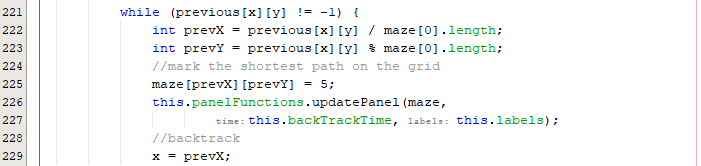 221 while (previous[x][y] != -1) {
222 int prevX = previous[x][y] / maze[0].length;
223 int prevY = previous[x][y] % maze[0].length;
224 //mark the shortest path on the grid
225 maze[prevX][prevY] = 5;
226 this.panelFunctions.updatePanel(maze,
227 time: this.backTrackTime, labels: this.labels);
228 //backtrack
229 x = prevX;